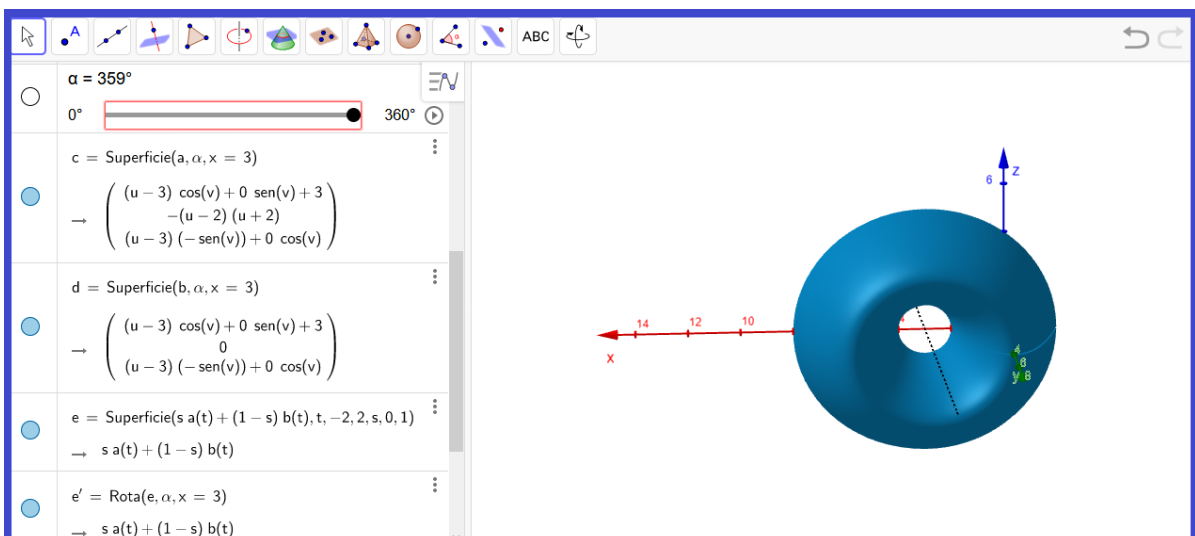 A
ABC
α = 359°
0°
360°
c = Superficie(a, α, x = 3)
→ (u − 3) cos(v) + 0 sen(v) + 3
−(u − 2) (u + 2)
(u − 3) (− sen(v)) + 0 cos(v)
d = Superficie(b, α, x = 3)
→ (u − 3) cos(v) + 0 sen(v) + 3
0
(u − 3) (− sen(v)) + 0 cos(v)
e = Superficie(s a(t) + (1 − s) b(t), t, −2, 2, s, 0, 1)
→ s a(t) + (1 − s) b(t)
e′ = Rota(e, α, x = 3)
→ s a(t) + (1 − s) b(t)
z
6
14
12
10
x
8
y 8